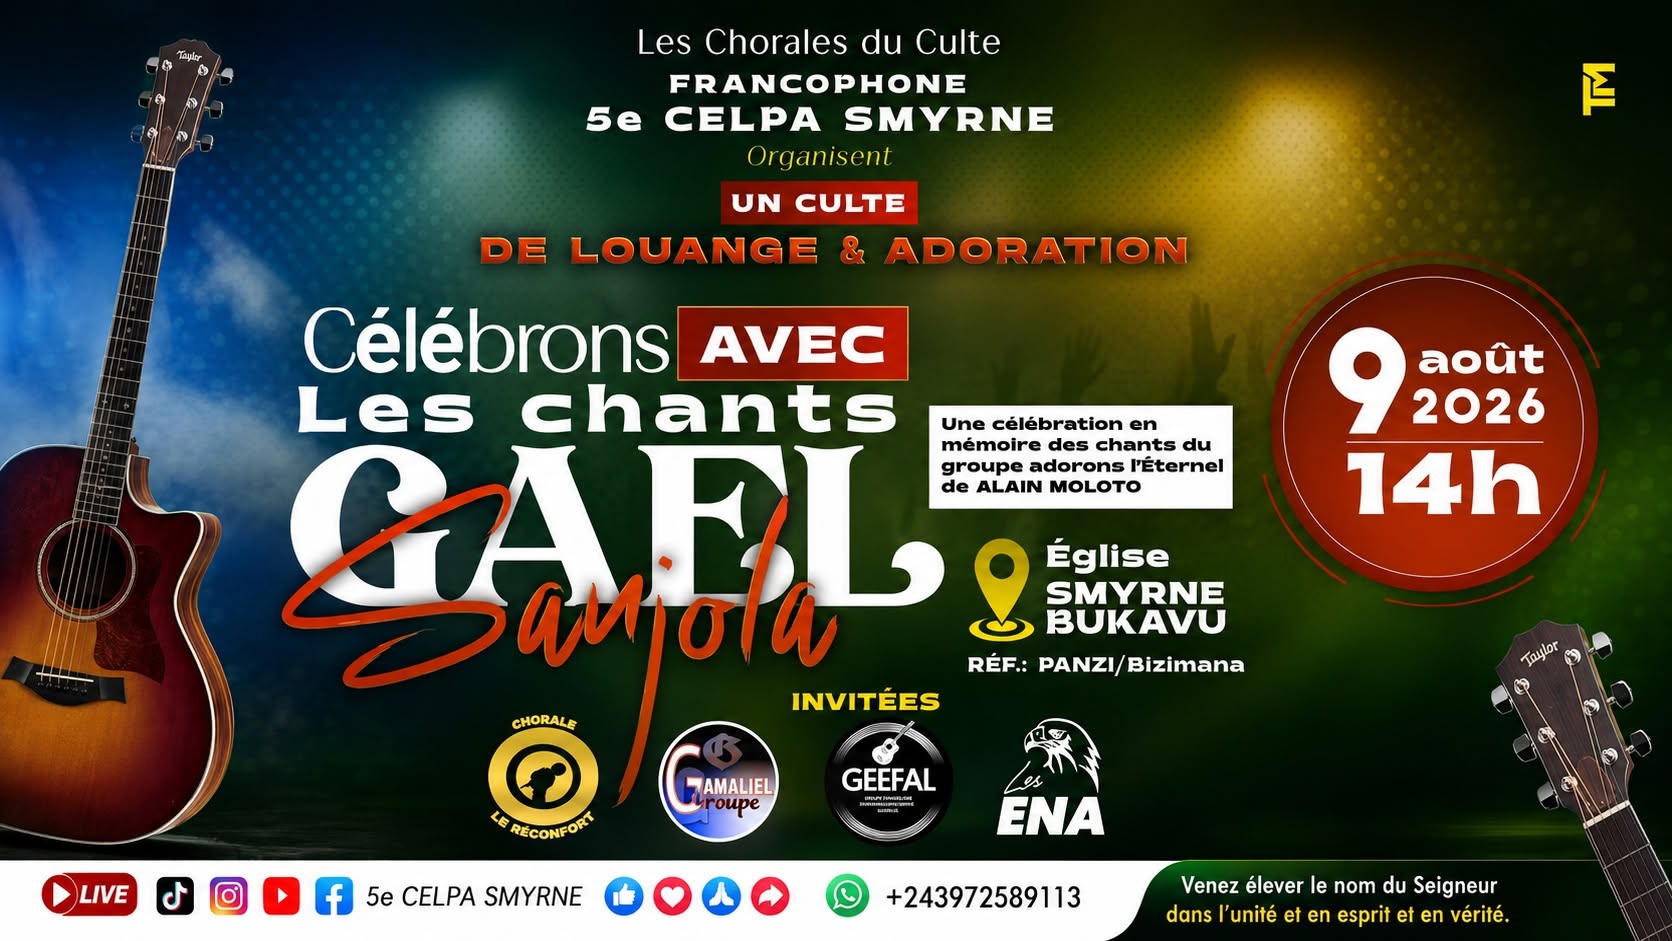 Taylor
Les Chorales du Culte
FRANCOPHONE
5e CELPA SMYRNE
Organisent
UN CULTE
DE LOUANGE & ADORATION
TM
Célébrons AVEC
Les chants
GAEL
Sanjola
Une célébration en
mémoire des chants du
groupe adorons l'Éternel
de ALAIN MOLOTO
9 août
2026
14h
Église
SMYRNE
BUKAVU
RÉF.: PANZI/Bizimana
INVITÉES
CHORALE
LE RÉCONFORT
G
GAMALIEL
Groupe
GEEFAL
Les
ENA
Taylor
LIVE
5e CELPA SMYRNE
+243972589113
Venez élever le nom du Seigneur
dans l'unité et en esprit et en vérité.